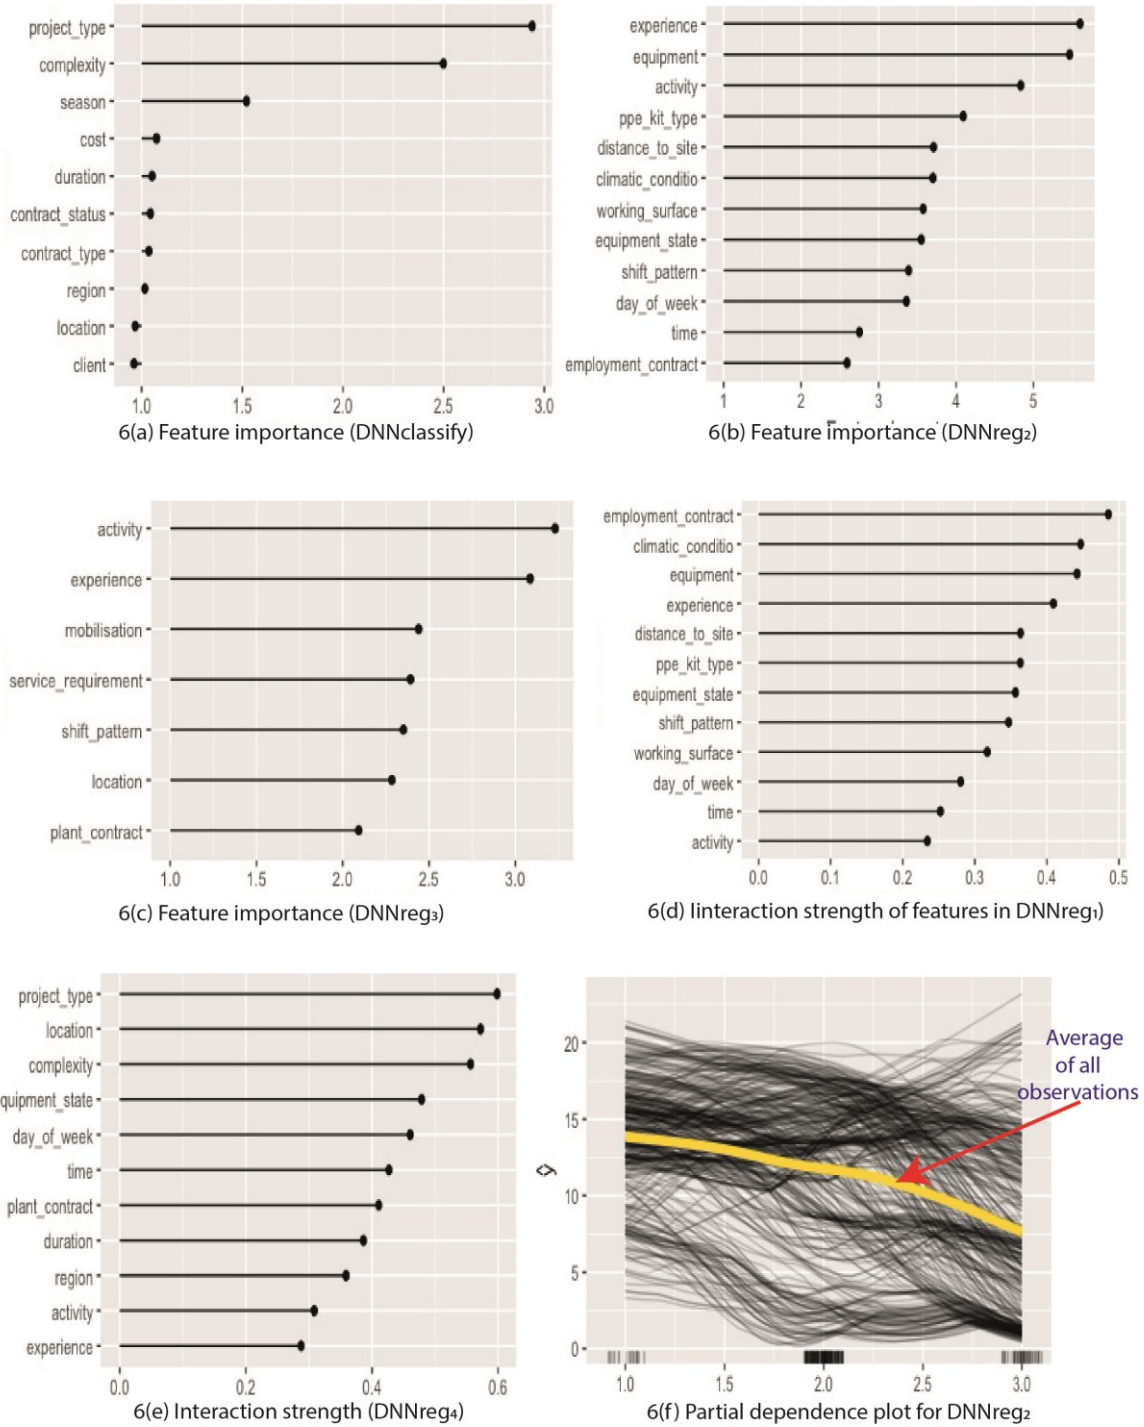 project_type
complexity
season
cost
duration
contract_status
contract_type
region
location
client
1.0 1.5 2.0 2.5 3.0
6(a) Feature importance (DNNclassify)
experience
equipment
activity
ppe_kit_type
distance_to_site
climatic_conditio
working_surface
equipment_state
shift_pattern
day_of_week
time
employment_contract
1 2 3 4 5
6(b) Feature importance (DNNreg₂)
activity
experience
mobilisation
service_requirement
shift_pattern
location
plant_contract
1.0 1.5 2.0 2.5 3.0
6(c) Feature importance (DNNreg₃)
employment_contract
climatic_conditio
equipment
experience
distance_to_site
ppe_kit_type
equipment_state
shift_pattern
working_surface
day_of_week
time
activity
0.0 0.1 0.2 0.3 0.4 0.5
6(d) Iinteraction strength of features in DNNreg₁)
project_type
location
complexity
quipment_state
day_of_week
time
plant_contract
duration
region
activity
experience
0.0 0.2 0.4 0.6
6(e) Interaction strength (DNNreg₄)
20
15
10
5
0
ŷ
Average
of all
observations
1.0 1.5 2.0 2.5 3.0
6(f) Partial dependence plot for DNNreg₂